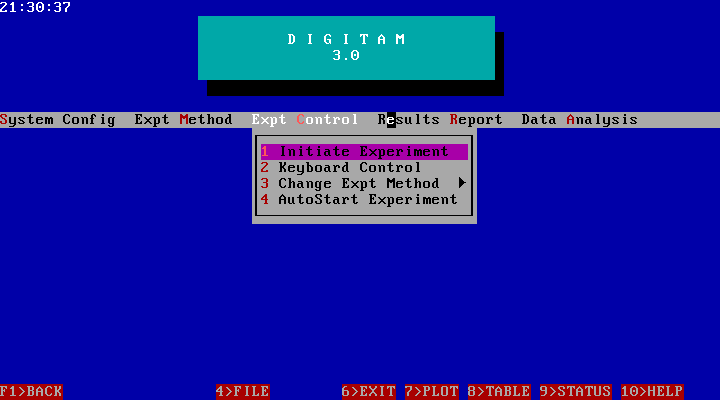 21:30:37
D I G I T A M
3.0
System Config  Expt Method  Expt Control  Results Report  Data Analysis
1 Initiate Experiment
2 Keyboard Control
3 Change Expt Method
4 AutoStart Experiment
F1>BACK 4>FILE 6>EXIT 7>PLOT 8>TABLE 9>STATUS 10>HELP